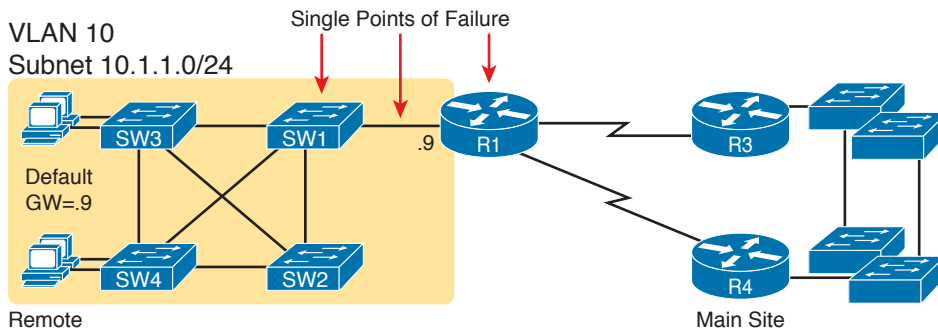 Single Points of Failure
VLAN 10
Subnet 10.1.1.0/24
SW3
SW1
.9
R1
R3
Default
GW=.9
SW4
SW2
R4
Remote
Main Site